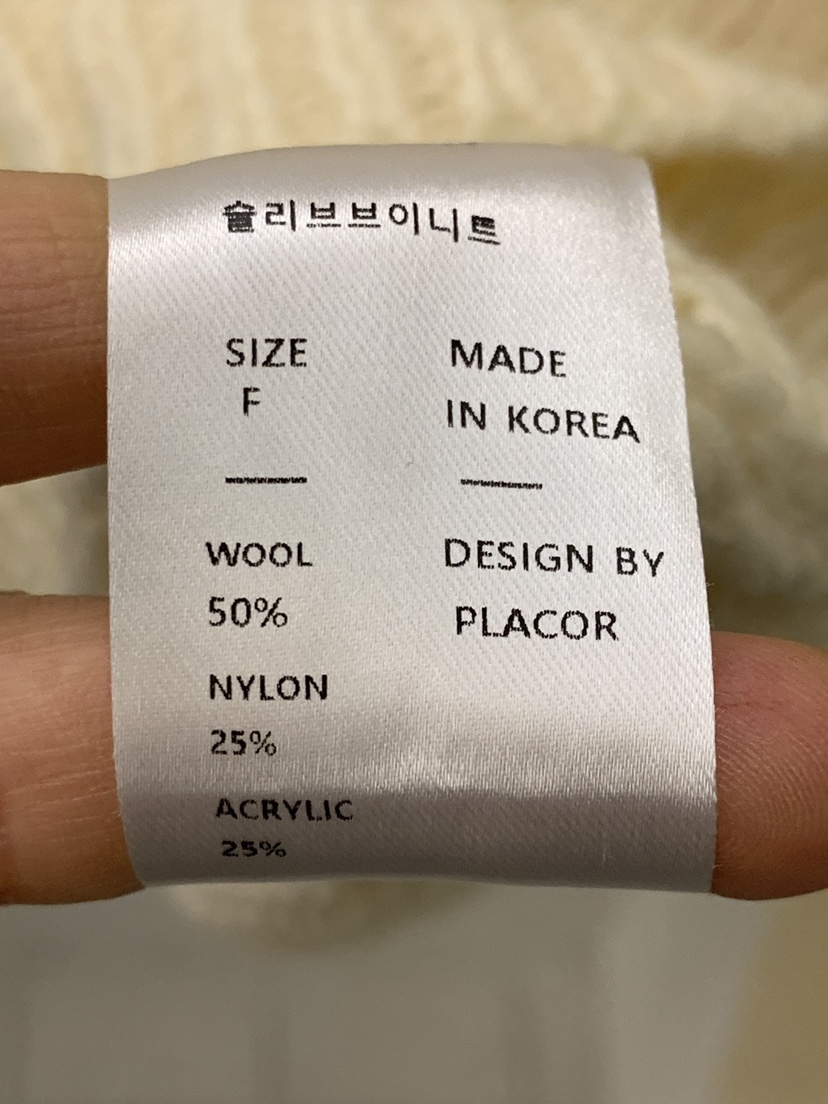 슬리브브이니트
SIZE
F
WOOL
50%
NYLON
25%
ACRYLIC
25%
MADE
IN KOREA
DESIGN BY
PLACOR